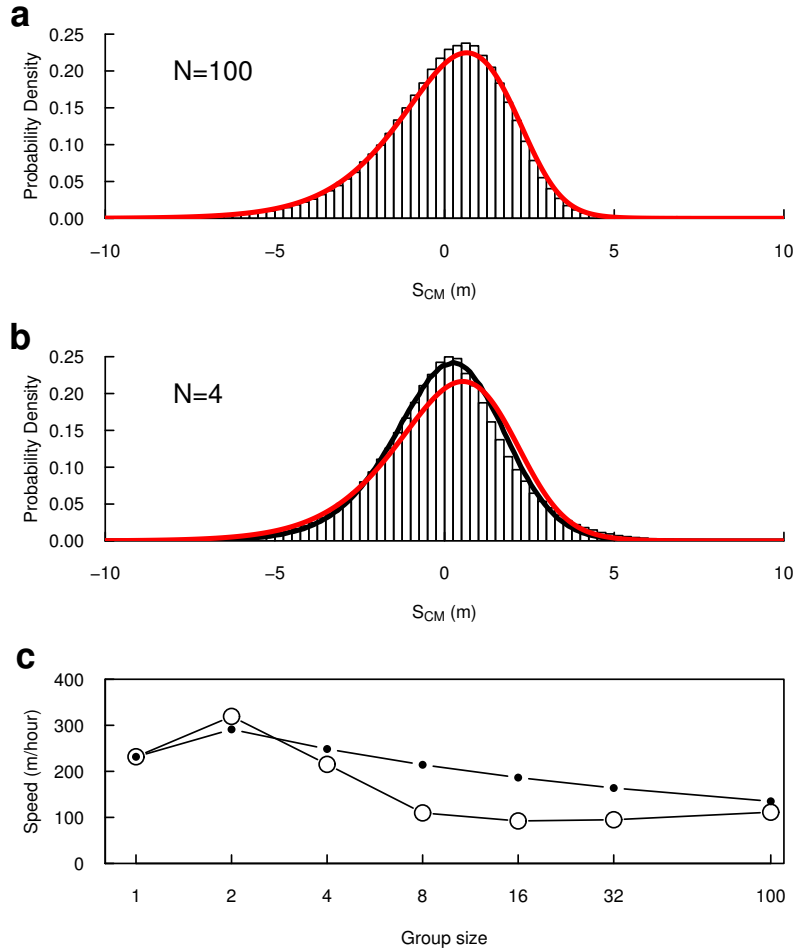 a
0.25
0.20
0.15
0.10
0.05
0.00
Probability Density
N=100
−10 −5 0 5 10
S_CM (m)
b
0.25
0.20
0.15
0.10
0.05
0.00
Probability Density
N=4
−10 −5 0 5 10
S_CM (m)
c
400
300
200
100
0
Speed (m/hour)
1 2 4 8 16 32 100
Group size